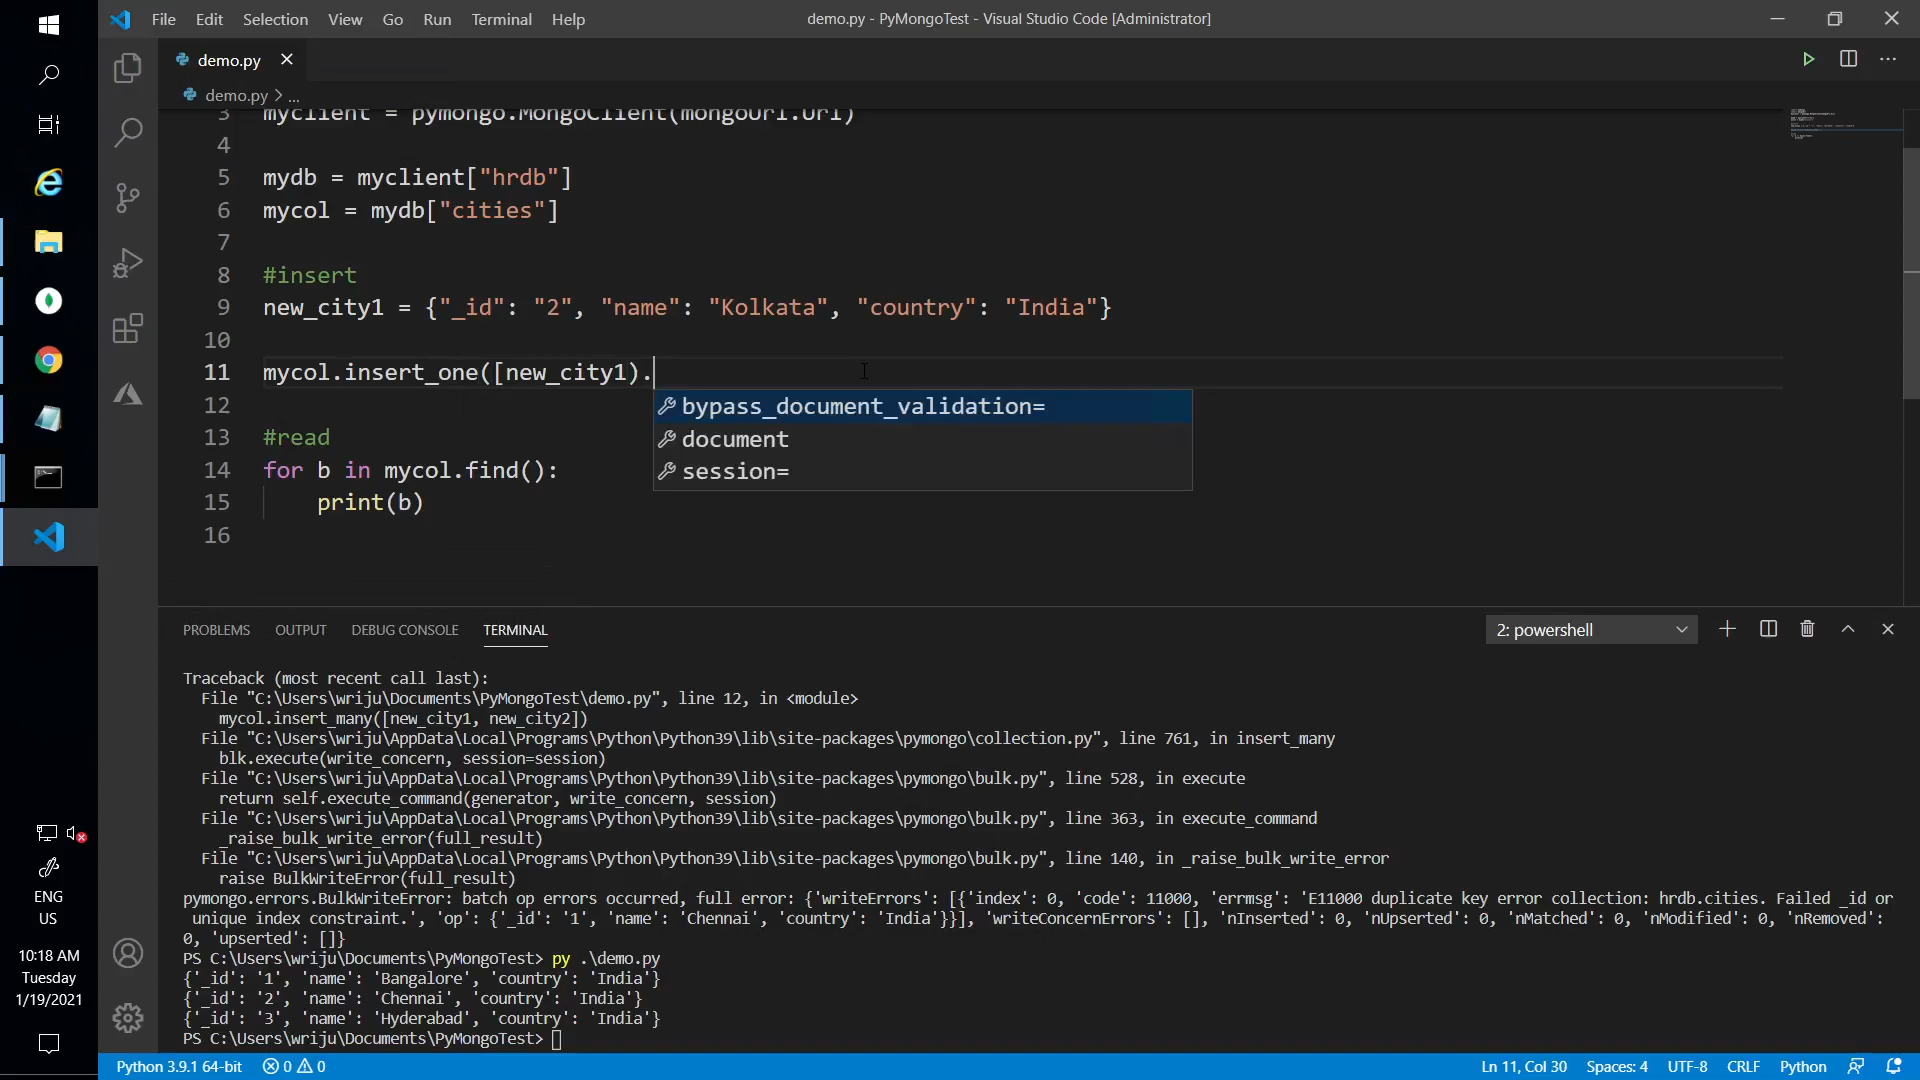 File Edit Selection View Go Run Terminal Help
demo.py - PyMongoTest - Visual Studio Code [Administrator]
demo.py
demo.py > ...
3 myclient = pymongo.MongoClient(mongoUrl.Url)
4
5 mydb = myclient["hrdb"]
6 mycol = mydb["cities"]
7
8 #insert
9 new_city1 = {"_id": "2", "name": "Kolkata", "country": "India"}
10
11 mycol.insert_one([new_city1).
bypass_document_validation=
12
document
13 #read
14 for b in mycol.find():
session=
15 print(b)
16
PROBLEMS OUTPUT DEBUG CONSOLE TERMINAL
2: powershell
Traceback (most recent call last):
File "C:\Users\wriju\Documents\PyMongoTest\demo.py", line 12, in <module>
mycol.insert_many([new_city1, new_city2])
File "C:\Users\wriju\AppData\Local\Programs\Python\Python39\lib\site-packages\pymongo\collection.py", line 761, in insert_many
blk.execute(write_concern, session=session)
File "C:\Users\wriju\AppData\Local\Programs\Python\Python39\lib\site-packages\pymongo\bulk.py", line 528, in execute
return self.execute_command(generator, write_concern, session)
File "C:\Users\wriju\AppData\Local\Programs\Python\Python39\lib\site-packages\pymongo\bulk.py", line 363, in execute_command
_raise_bulk_write_error(full_result)
File "C:\Users\wriju\AppData\Local\Programs\Python\Python39\lib\site-packages\pymongo\bulk.py", line 140, in _raise_bulk_write_error
raise BulkWriteError(full_result)
pymongo.errors.BulkWriteError: batch op errors occurred, full error: {'writeErrors': [{'index': 0, 'code': 11000, 'errmsg': 'E11000 duplicate key error collection: hrdb.cities. Failed _id or
unique index constraint.', 'op': {'_id': '1', 'name': 'Chennai', 'country': 'India'}}], 'writeConcernErrors': [], 'nInserted': 0, 'nUpserted': 0, 'nMatched': 0, 'nModified': 0, 'nRemoved':
0, 'upserted': []}
PS C:\Users\wriju\Documents\PyMongoTest> py .\demo.py
{'_id': '1', 'name': 'Bangalore', 'country': 'India'}
{'_id': '2', 'name': 'Chennai', 'country': 'India'}
{'_id': '3', 'name': 'Hyderabad', 'country': 'India'}
PS C:\Users\wriju\Documents\PyMongoTest>
ENG
US
10:18 AM
Tuesday
1/19/2021
Python 3.9.1 64-bit 0 0
Ln 11, Col 30 Spaces: 4 UTF-8 CRLF Python